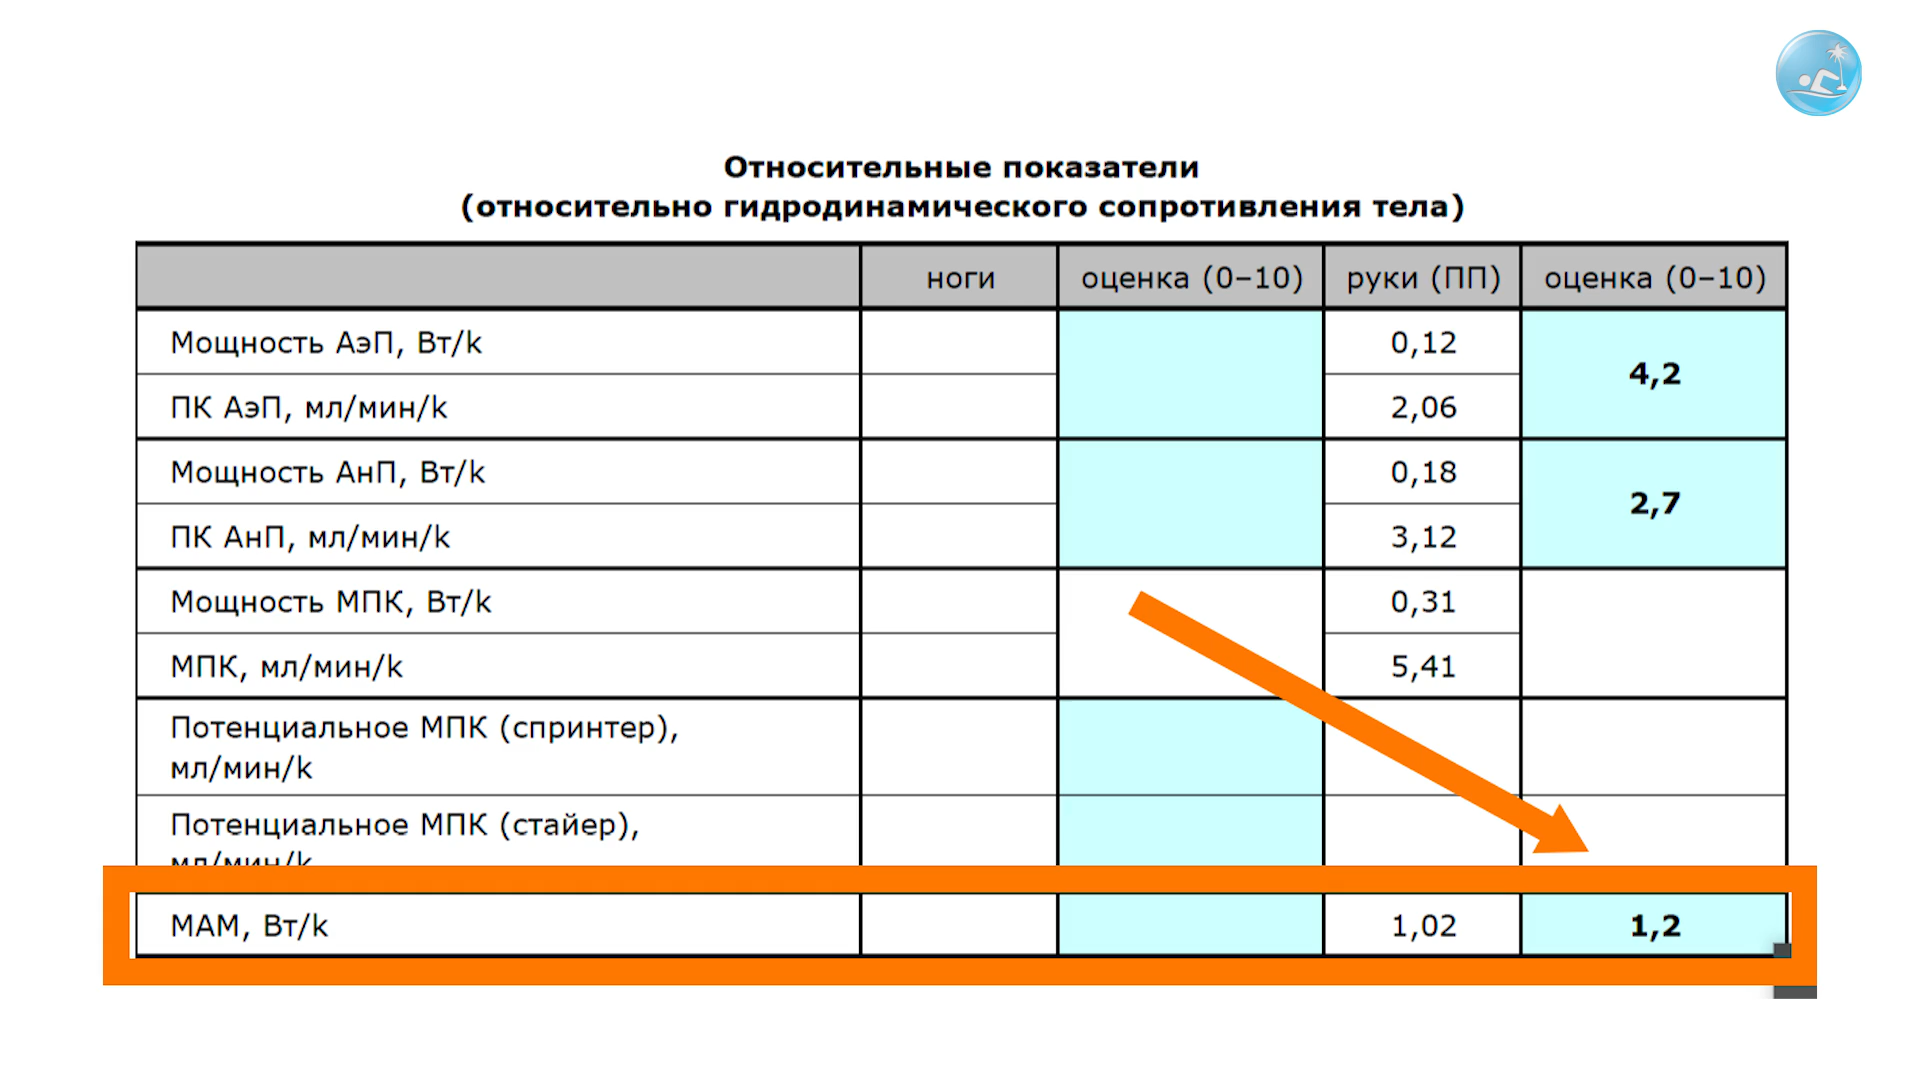 Относительные показатели
(относительно гидродинамического сопротивления тела)
ноги оценка (0–10) руки (ПП) оценка (0–10)
Мощность АэП, Вт/k 0,12
4,2
ПК АэП, мл/мин/k 2,06
Мощность АнП, Вт/k 0,18
2,7
ПК АнП, мл/мин/k 3,12
Мощность МПК, Вт/k 0,31
МПК, мл/мин/k 5,41
Потенциальное МПК (спринтер),
мл/мин/k
Потенциальное МПК (стайер),
мл/мин/k
МАМ, Вт/k 1,02 1,2